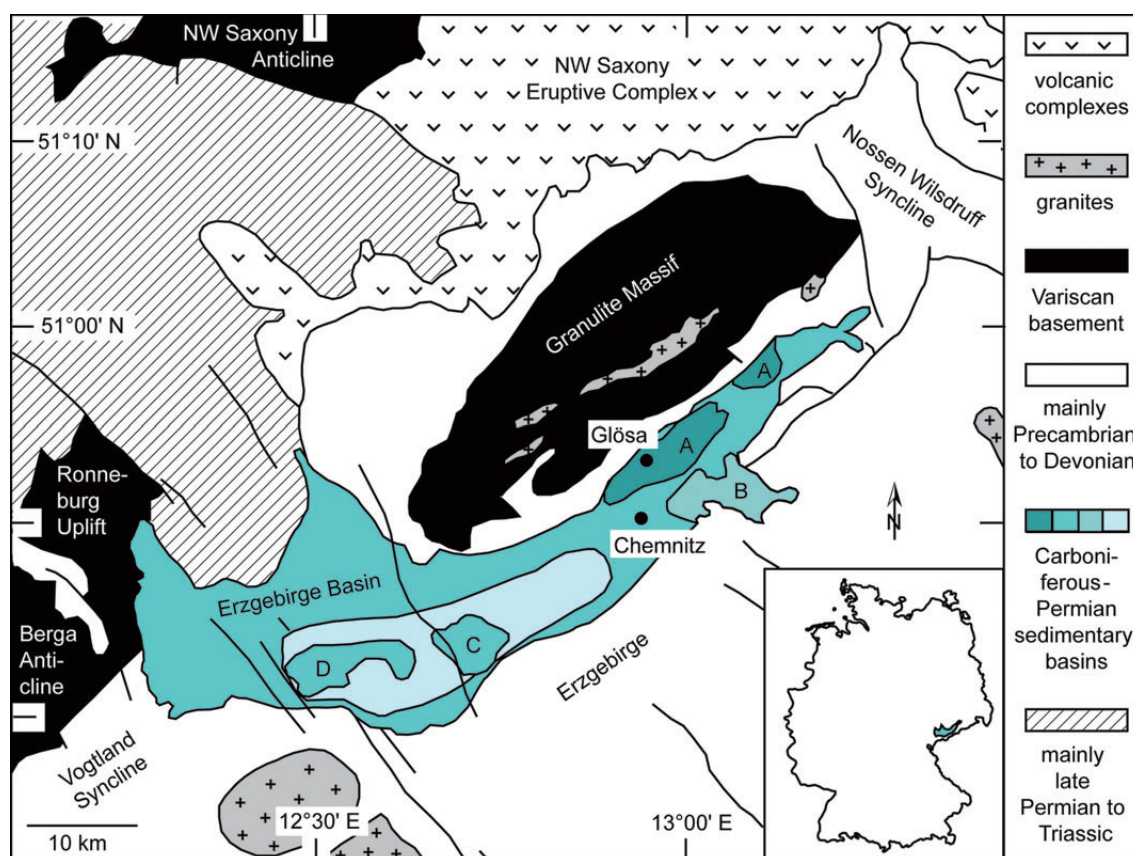 NW Saxony
Anticline
NW Saxony
Eruptive Complex
Nossen Wilsdruff
Syncline
51°10' N
51°00' N
Granulite Massif
A
Glösa
A
B
Chemnitz
N
Ronne-
burg
Uplift
Erzgebirge Basin
C
D
Erzgebirge
Berga
Anti-
cline
Vogtland
Syncline
12°30' E
13°00' E
10 km
volcanic
complexes
granites
Variscan
basement
mainly
Precambrian
to Devonian
Carboni-
ferous-
Permian
sedimentary
basins
mainly
late
Permian to
Triassic